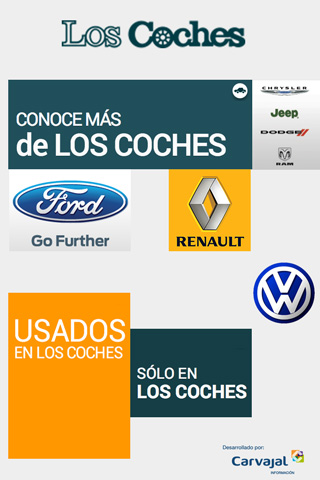 Los Coches
CONOCE MÁS
de LOS COCHES
CHRYSLER
Jeep
DODGE
RAM
Ford
Go Further
RENAULT
USADOS
EN LOS COCHES
SÓLO EN
LOS COCHES
Desarrollado por:
Carvajal
INFORMACIÓN